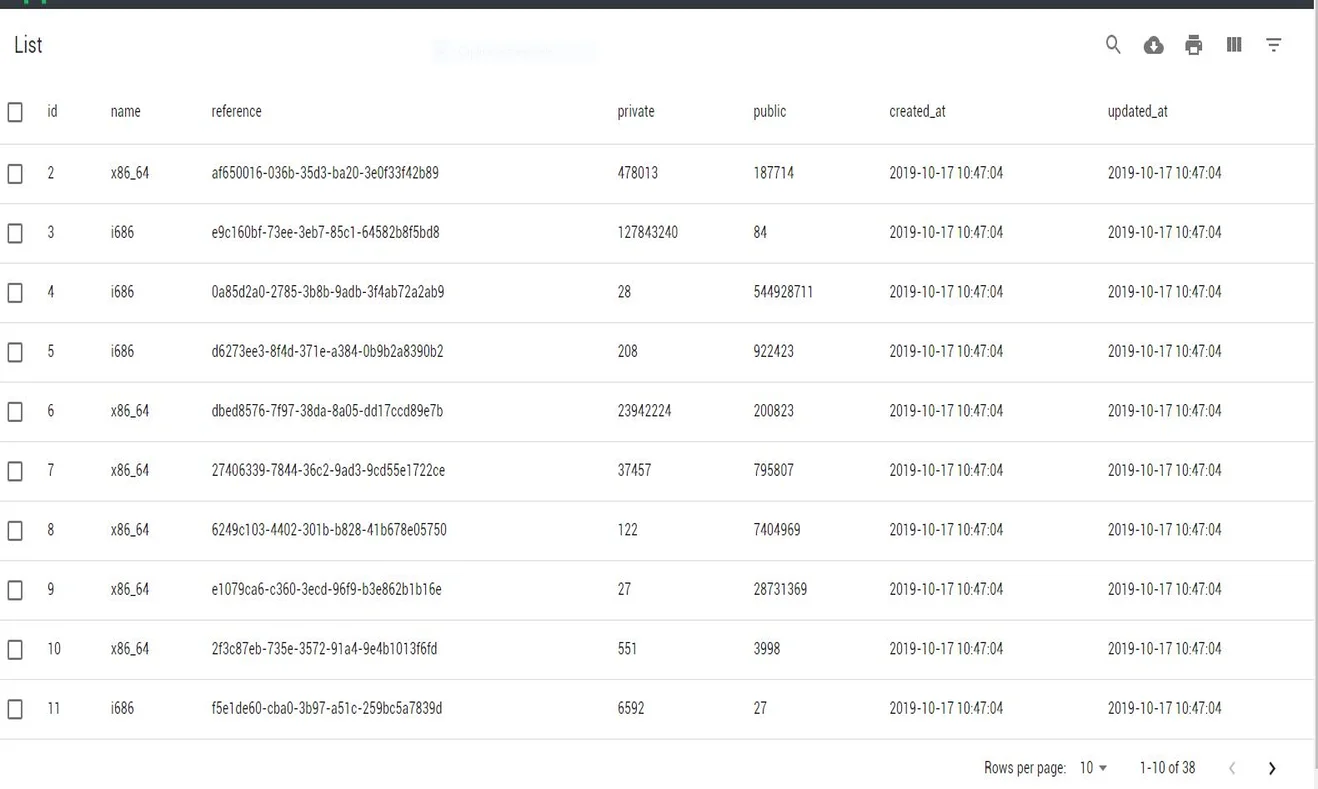 List
id name reference private public created_at updated_at
2 x86_64 af650016-036b-35d3-ba20-3e0f33f42b89 478013 187714 2019-10-17 10:47:04 2019-10-17 10:47:04
3 i686 e9c160bf-73ee-3eb7-85c1-64582b8f5bd8 127843240 84 2019-10-17 10:47:04 2019-10-17 10:47:04
4 i686 0a85d2a0-2785-3b8b-9adb-3f4ab72a2ab9 28 544928711 2019-10-17 10:47:04 2019-10-17 10:47:04
5 i686 d6273ee3-8f4d-371e-a384-0b9b2a8390b2 208 922423 2019-10-17 10:47:04 2019-10-17 10:47:04
6 x86_64 dbed8576-7f97-38da-8a05-dd17ccd89e7b 23942224 200823 2019-10-17 10:47:04 2019-10-17 10:47:04
7 x86_64 27406339-7844-36c2-9ad3-9cd55e1722ce 37457 795807 2019-10-17 10:47:04 2019-10-17 10:47:04
8 x86_64 6249c103-4402-301b-b828-41b678e05750 122 7404969 2019-10-17 10:47:04 2019-10-17 10:47:04
9 x86_64 e1079ca6-c360-3ecd-96f9-b3e862b1b16e 27 28731369 2019-10-17 10:47:04 2019-10-17 10:47:04
10 x86_64 2f3c87eb-735e-3572-91a4-9e4b1013f6fd 551 3998 2019-10-17 10:47:04 2019-10-17 10:47:04
11 i686 f5e1de60-cba0-3b97-a51c-259bc5a7839d 6592 27 2019-10-17 10:47:04 2019-10-17 10:47:04
Rows per page: 10 1-10 of 38